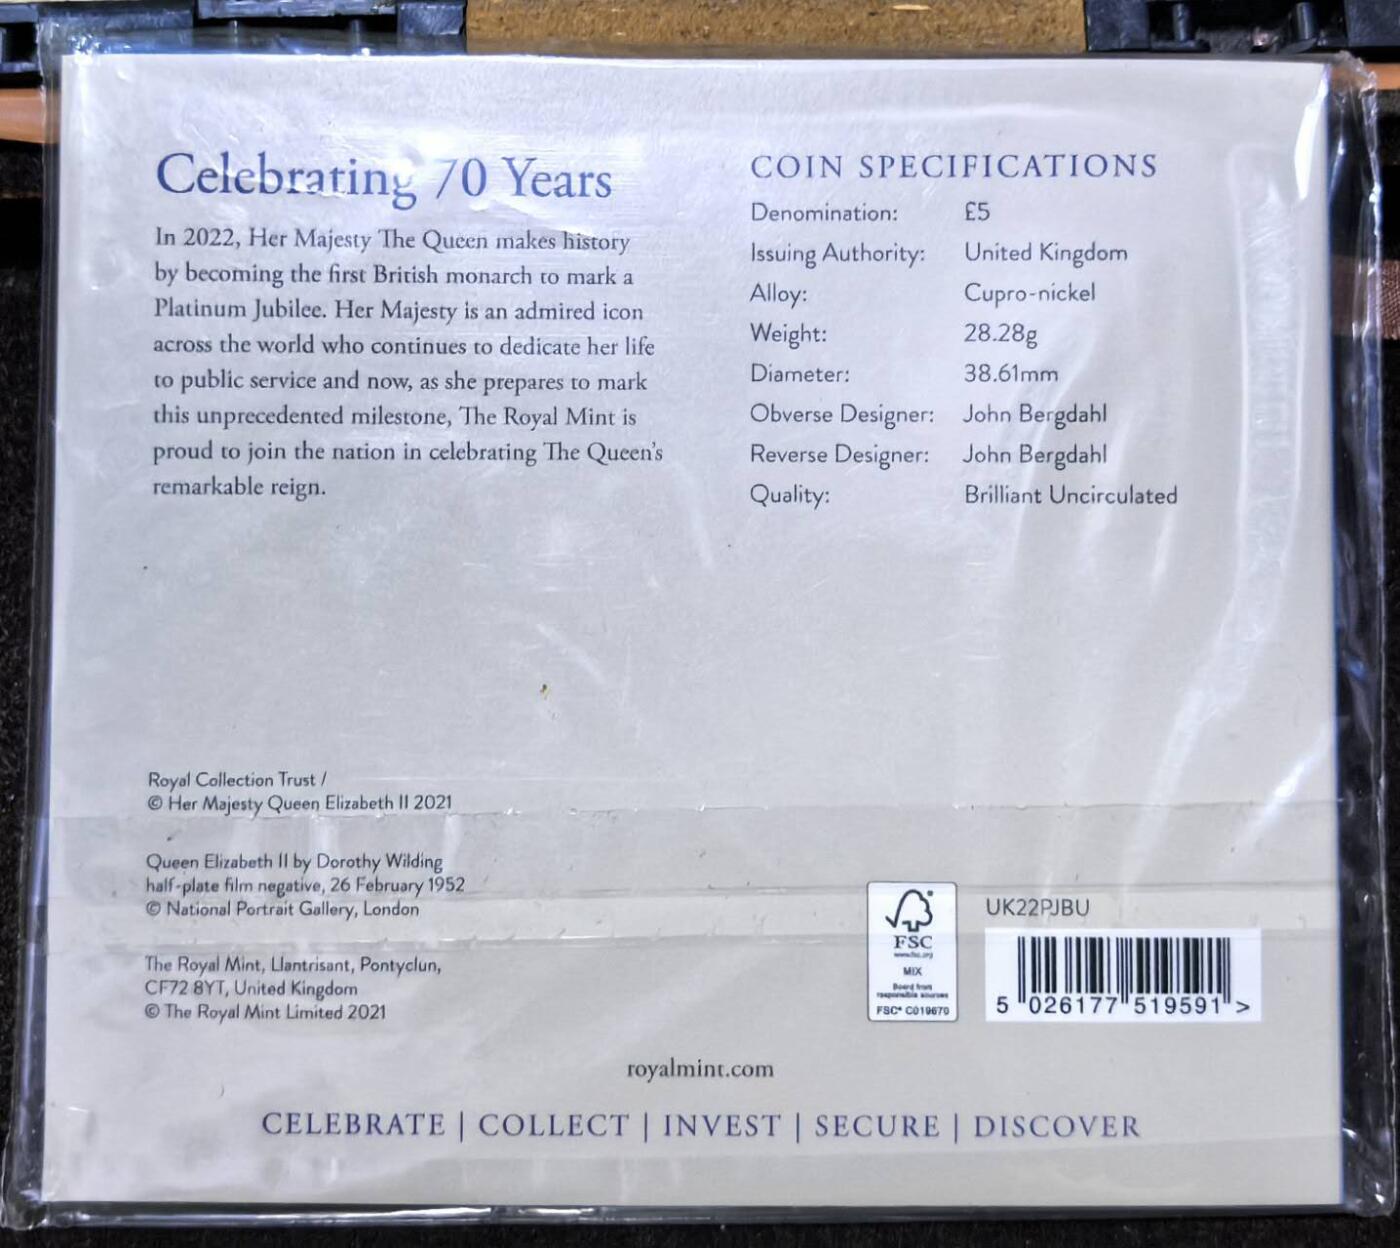 Celebrating 70 Years
In 2022, Her Majesty The Queen makes history
by becoming the first British monarch to mark a
Platinum Jubilee. Her Majesty is an admired icon
across the world who continues to dedicate her life
to public service and now, as she prepares to mark
this unprecedented milestone, The Royal Mint is
proud to join the nation in celebrating The Queen's
remarkable reign.
COIN SPECIFICATIONS
Denomination: £5
Issuing Authority: United Kingdom
Alloy: Cupro-nickel
Weight: 28.28g
Diameter: 38.61mm
Obverse Designer: John Bergdahl
Reverse Designer: John Bergdahl
Quality: Brilliant Uncirculated
Royal Collection Trust /
© Her Majesty Queen Elizabeth II 2021
Queen Elizabeth II by Dorothy Wilding
half-plate film negative, 26 February 1952
© National Portrait Gallery, London
The Royal Mint, Llantrisant, Pontyclun,
CF72 8YT, United Kingdom
© The Royal Mint Limited 2021
FSC
www.fsc.org
MIX
Board from
responsible sources
FSC® C019670
UK22PJBU
5 026177 519591 >
royalmint.com
CELEBRATE | COLLECT | INVEST | SECURE | DISCOVER